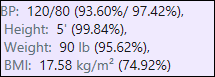 BP: 120/80 (93.60%/ 97.42%),
Height: 5' (99.84%),
Weight: 90 lb (95.62%),
BMI: 17.58 kg/m² (74.92%)